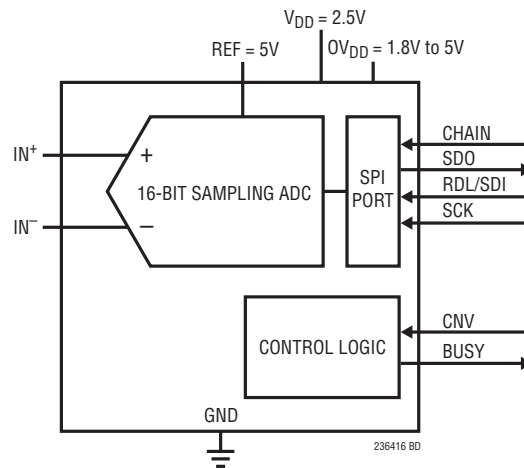 V_DD = 2.5V
REF = 5V
OV_DD = 1.8V to 5V
IN⁺
+
16-BIT SAMPLING ADC
IN⁻
−
SPI
PORT
CHAIN
SDO
RDL/SDI
SCK
CONTROL LOGIC
CNV
BUSY
GND
236416 BD